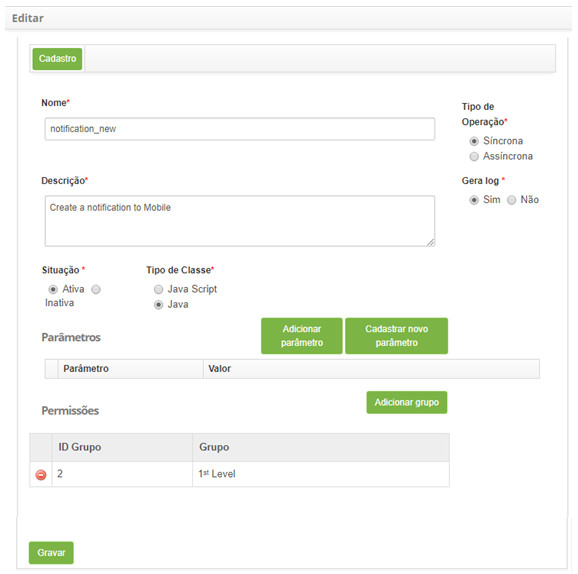 Editar
Cadastro
Nome*
notification_new
Tipo de
Operação*
Síncrona
Assíncrona
Descrição*
Create a notification to Mobile
Gera log *
Sim Não
Situação *
Ativa
Inativa
Tipo de Classe*
Java Script
Java
Parâmetros
Adicionar
parâmetro
Cadastrar novo
parâmetro
Parâmetro Valor
Permissões
Adicionar grupo
ID Grupo Grupo
2 1st Level
Gravar